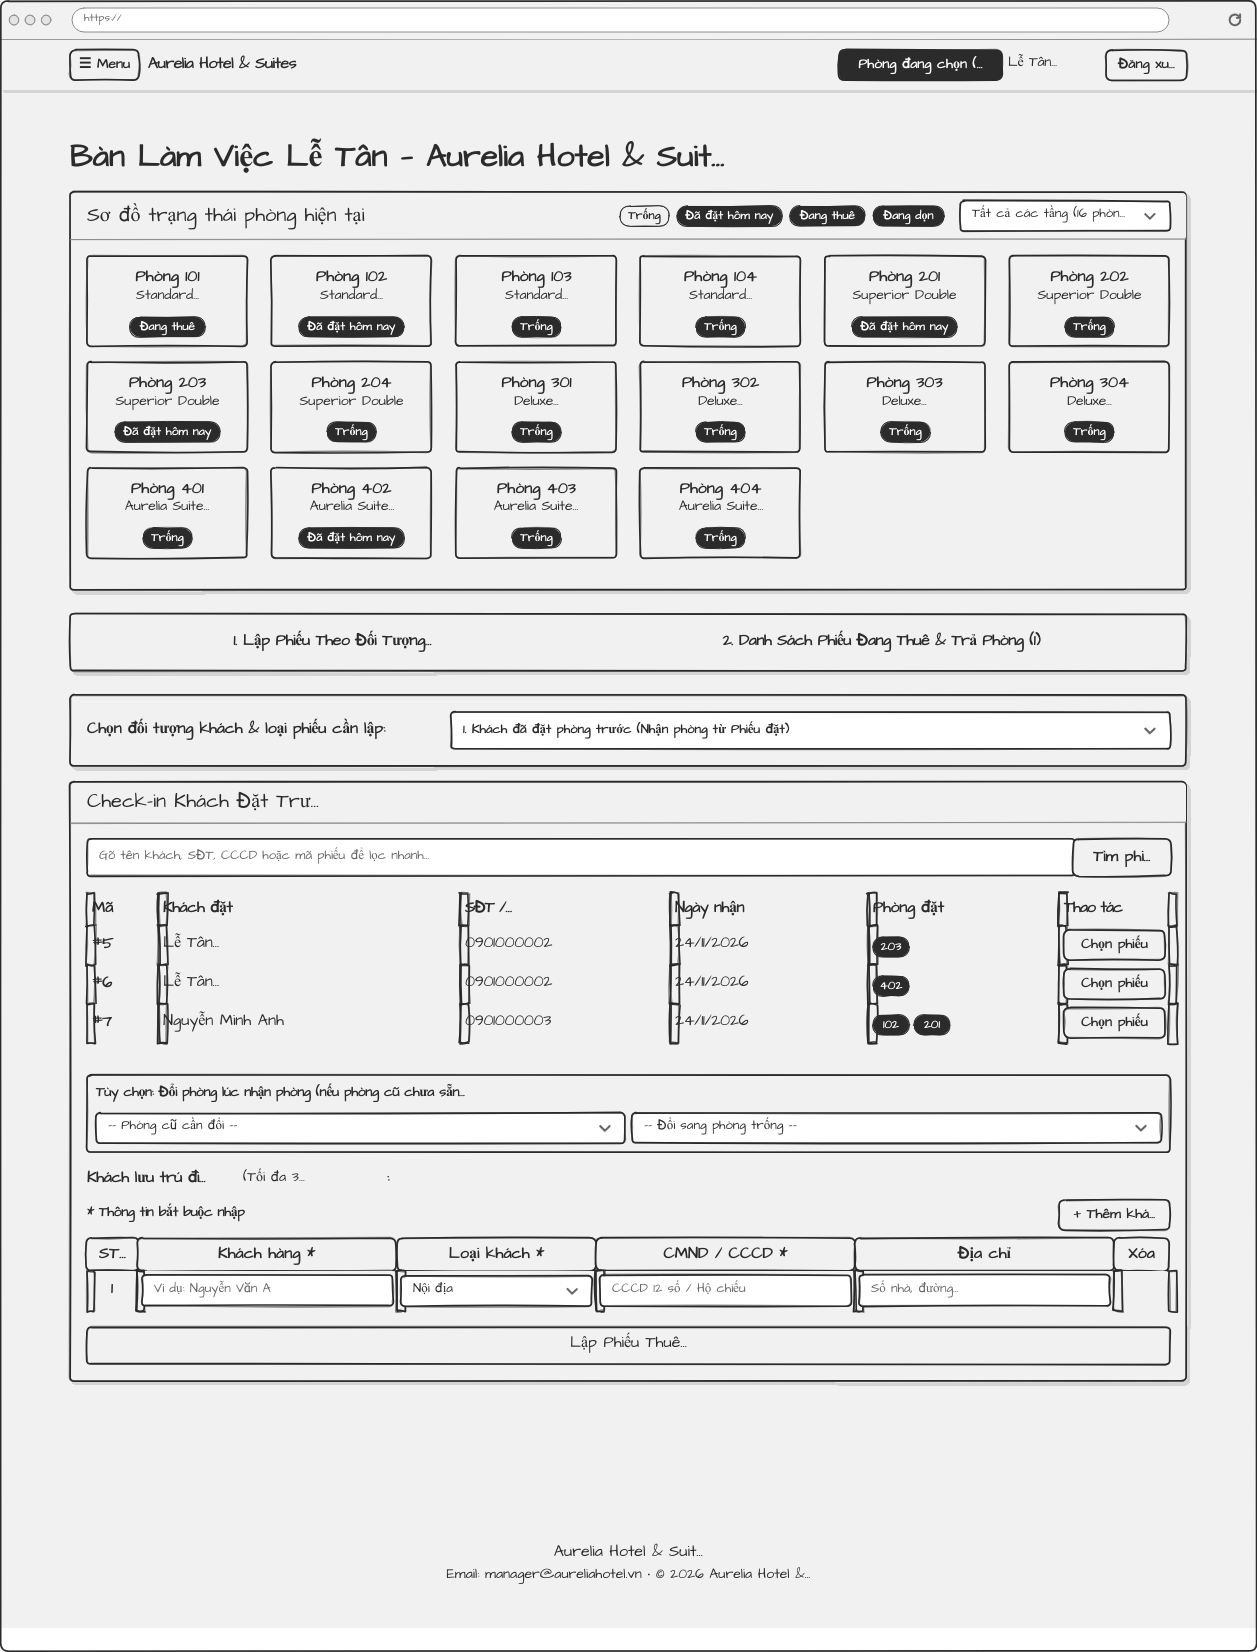 https://
☰ Menu Aurelia Hotel & Suites Phòng đang chọn (... Lễ Tân... Đăng xu...
Bàn Làm Việc Lễ Tân - Aurelia Hotel & Suit...
Sơ đồ trạng thái phòng hiện tại Trống Đã đặt hôm nay Đang thuê Đang dọn Tất cả các tầng (16 phòn...
Phòng 101 Phòng 102 Phòng 103 Phòng 104 Phòng 201 Phòng 202
Standard... Standard... Standard... Standard... Superior Double Superior Double
Đang thuê Đã đặt hôm nay Trống Trống Đã đặt hôm nay Trống
Phòng 203 Phòng 204 Phòng 301 Phòng 302 Phòng 303 Phòng 304
Superior Double Superior Double Deluxe... Deluxe... Deluxe... Deluxe...
Đã đặt hôm nay Trống Trống Trống Trống Trống
Phòng 401 Phòng 402 Phòng 403 Phòng 404
Aurelia Suite... Aurelia Suite... Aurelia Suite... Aurelia Suite...
Trống Đã đặt hôm nay Trống Trống
1. Lập Phiếu Theo Đối Tượng... 2. Danh Sách Phiếu Đang Thuê & Trả Phòng (1)
Chọn đối tượng khách & loại phiếu cần lập: 1. Khách đã đặt phòng trước (Nhận phòng từ Phiếu đặt)
Check-in Khách Đặt Trư...
Gõ tên khách, SĐT, CCCD hoặc mã phiếu để lọc nhanh... Tìm phi...
Mã Khách đặt SĐT /... Ngày nhận Phòng đặt Thao tác
#5 Lễ Tân... 0901000002 24/11/2026 203 Chọn phiếu
#6 Lễ Tân... 0901000002 24/11/2026 402 Chọn phiếu
#7 Nguyễn Minh Anh 0901000003 24/11/2026 102 201 Chọn phiếu
Tùy chọn: Đổi phòng lúc nhận phòng (nếu phòng cũ chưa sẵn...
-- Phòng cũ cần đổi -- -- Đổi sang phòng trống --
Khách lưu trú đi... (Tối đa 3... :
* Thông tin bắt buộc nhập + Thêm khá...
ST... Khách hàng * Loại khách * CMND / CCCD * Địa chỉ Xóa
1 Ví dụ: Nguyễn Văn A Nội địa CCCD 12 số / Hộ chiếu Số nhà, đường...
Lập Phiếu Thuê...
Aurelia Hotel & Suit...
Email: manager@aureliahotel.vn • © 2026 Aurelia Hotel &...